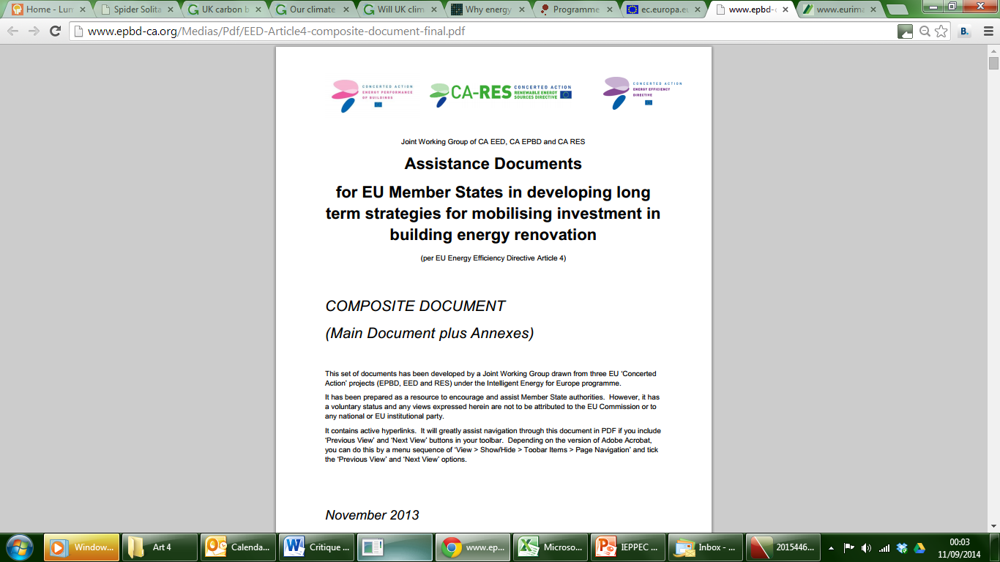 Home - Lum
Spider Solita
UK carbon b
Our climate
Will UK clim
Why energy
Programme
ec.europa.eu
www.epbd-c
www.eurima
www.epbd-ca.org/Medias/Pdf/EED-Article4-composite-document-final.pdf
B.
CONCERTED ACTION
ENERGY PERFORMANCE
OF BUILDINGS
CA-RES
CONCERTED ACTION
RENEWABLE ENERGY
SOURCES DIRECTIVE
CONCERTED ACTION
ENERGY EFFICIENCY
DIRECTIVE
Joint Working Group of CA EED, CA EPBD and CA RES
Assistance Documents
for EU Member States in developing long
term strategies for mobilising investment in
building energy renovation
(per EU Energy Efficiency Directive Article 4)
COMPOSITE DOCUMENT
(Main Document plus Annexes)
This set of documents has been developed by a Joint Working Group drawn from three EU ‘Concerted
Action’ projects (EPBD, EED and RES) under the Intelligent Energy for Europe programme.
It has been prepared as a resource to encourage and assist Member State authorities. However, it has
a voluntary status and any views expressed herein are not to be attributed to the EU Commission or to
any national or EU institutional party.
It contains active hyperlinks. It will greatly assist navigation through this document in PDF if you include
‘Previous View’ and ‘Next View’ buttons in your toolbar. Depending on the version of Adobe Acrobat,
you can do this by a menu sequence of ‘View > Show/Hide > Toobar Items > Page Navigation’ and tick
the ‘Previous View’ and ‘Next View’ options.
November 2013
Window...
Art 4
Calenda...
Critique ...
www.ep...
Microso...
IEPPEC ...
Inbox - ...
2015446...
00:03
11/09/2014